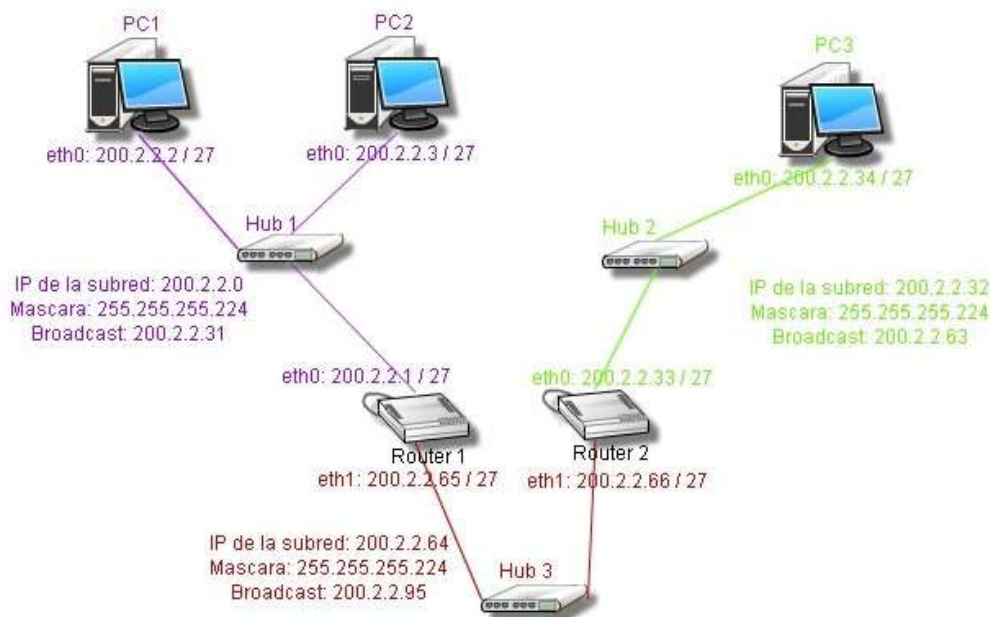 PC1
PC2
PC3
eth0: 200.2.2.2 / 27
eth0: 200.2.2.3 / 27
eth0: 200.2.2.34 / 27
Hub 1
Hub 2
IP de la subred: 200.2.2.0
Mascara: 255.255.255.224
Broadcast: 200.2.2.31
IP de la subred: 200.2.2.32
Mascara: 255.255.255.224
Broadcast: 200.2.2.63
eth0: 200.2.2.1 / 27
eth0: 200.2.2.33 / 27
Router 1
Router 2
eth1: 200.2.2.65 / 27
eth1: 200.2.2.66 / 27
IP de la subred: 200.2.2.64
Mascara: 255.255.255.224
Broadcast: 200.2.2.95
Hub 3